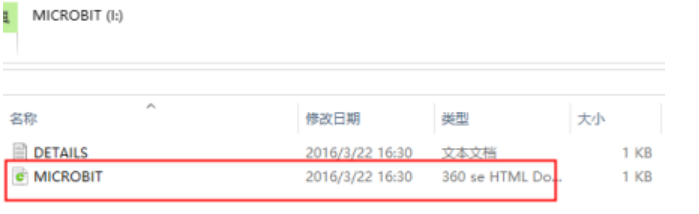 MICROBIT (I:)
名称 修改日期 类型 大小
DETAILS 2016/3/22 16:30 文本文档 1 KB
MICROBIT 2016/3/22 16:30 360 se HTML Do... 1 KB